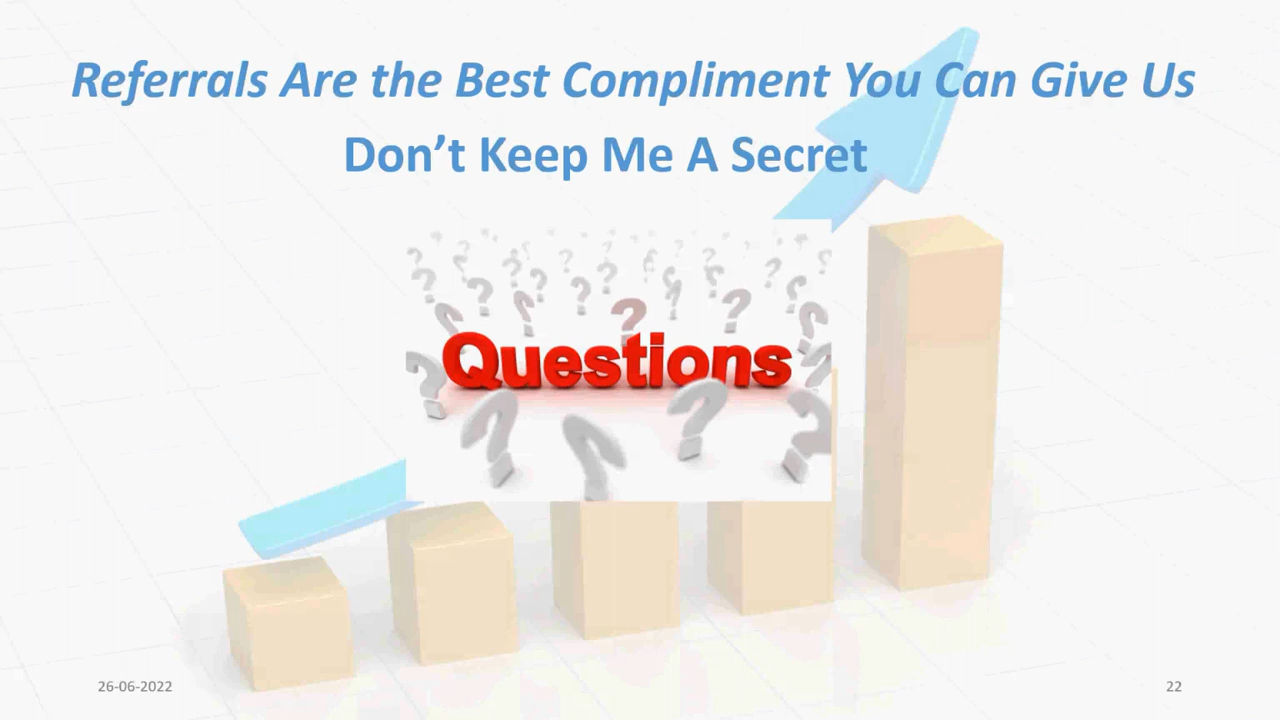 Referrals Are the Best Compliment You Can Give Us
Don’t Keep Me A Secret
Questions
26-06-2022
22